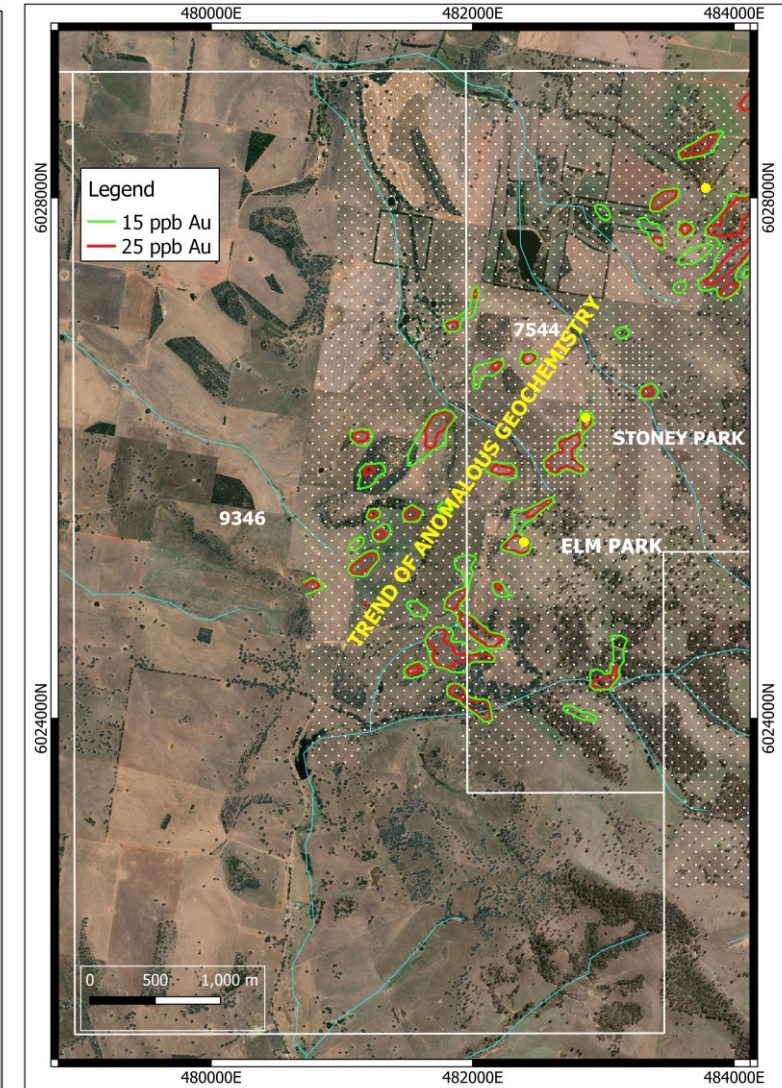 480000E
482000E
484000E
6028000N
6028000N
Legend
15 ppb Au
25 ppb Au
7544
TREND OF ANOMALOUS GEOCHEMISTRY
STONEY PARK
9346
ELM PARK
6024000N
6024000N
0 500 1,000 m
480000E
482000E
484000E